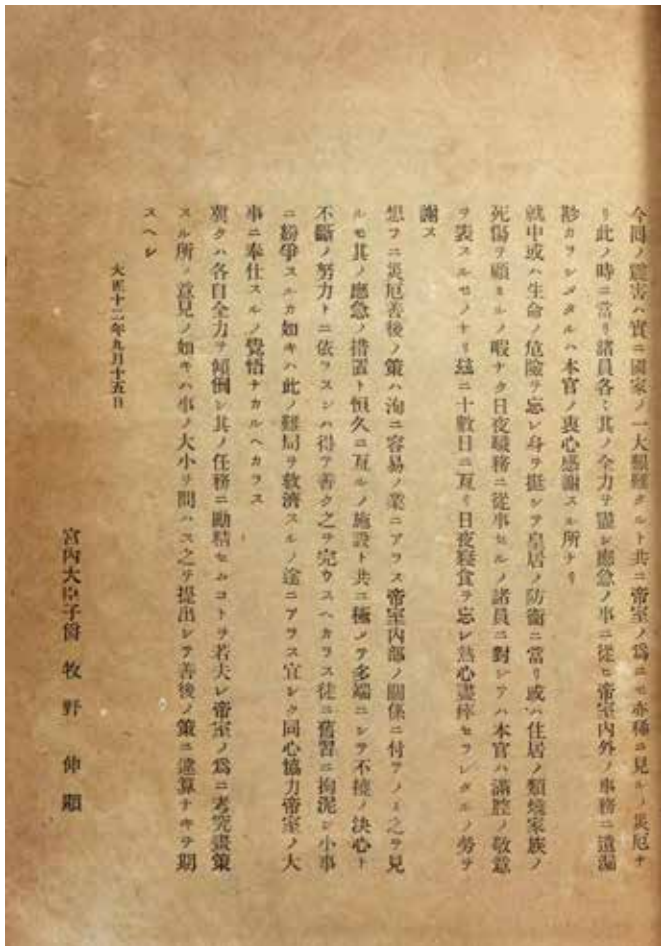 今回ノ震害ハ實ニ國家ノ一大艱難タルト共ニ帝室ノ爲ニモ亦稀ニ見ルノ災厄ナ
リ此ノ時ニ當リ諸員各〻其ノ全力ヲ盡シ應急ノ事ニ從ヒ帝室内外ノ事務ニ遺漏
尠カラシメタルハ本官ノ衷心感謝スル所ナリ
就中或ハ生命ノ危險ヲ忘レ身ヲ挺シテ皇居ノ防衞ニ當リ或ハ住居ノ類燒家族ノ
死傷ヲ顧ミルノ暇ナク日夜職務ニ從事セルノ諸員ニ對シテハ本官ハ滿腔ノ敬意
ヲ表スルモノナリ玆ニ十數日ニ亙リ日夜寢食ヲ忘レ熱心盡瘁セラレタルノ勞ヲ
謝ス
想フニ災厄善後ノ策ハ洵ニ容易ノ業ニアラス帝室内部ノ關係ニ付テノミ之ヲ見
ルモ其ノ應急ノ措置ト恒久ニ亙ルノ施設ト共ニ極メテ多端ニシテ不撓ノ決心ト
不斷ノ努力トニ依ラスンハ得テ善ク之ヲ完ウスヘカラス徒ニ舊習ニ拘泥シ小事
ニ紛爭スルカ如キハ此ノ難局ヲ救濟スルノ途ニアラス宜シク同心協力帝室ノ大
事ニ奉仕スルノ覺悟ナカルヘカラス
冀クハ各自全力ヲ傾倒シ其ノ任務ニ勵精セムコトヲ若夫レ帝室ノ爲ニ考究畫策
スル所ノ意見ノ如キハ事ノ大小ヲ問ハス之ヲ提出シテ善後ノ策ニ違算ナキヲ期
スヘシ
大正十二年九月十五日
宮内大臣子爵 牧野伸顯